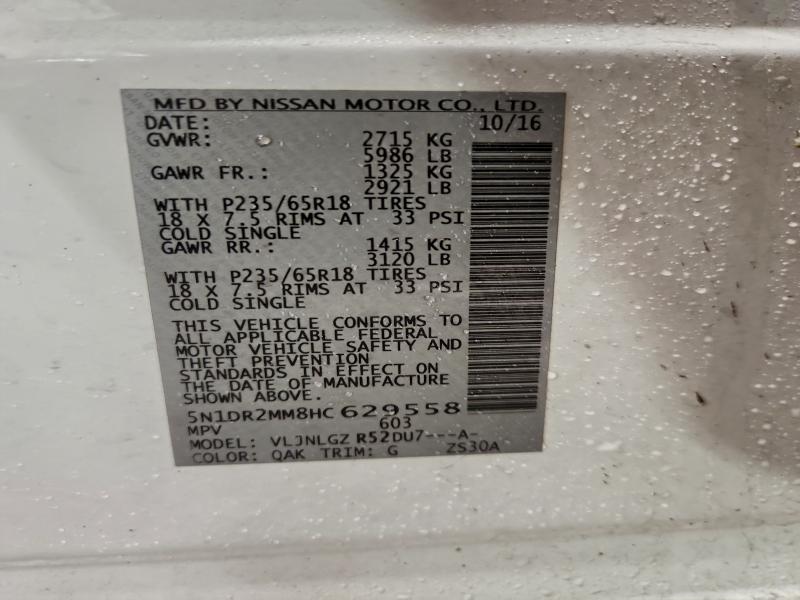 MFD BY NISSAN MOTOR CO., LTD.
DATE: 10/16
GVWR: 2715 KG
5986 LB
GAWR FR.: 1325 KG
2921 LB
WITH P235/65R18 TIRES
18 X 7.5 RIMS AT 33 PSI
COLD SINGLE
GAWR RR.: 1415 KG
3120 LB
WITH P235/65R18 TIRES
18 X 7.5 RIMS AT 33 PSI
COLD SINGLE
THIS VEHICLE CONFORMS TO
ALL APPLICABLE FEDERAL
MOTOR VEHICLE SAFETY AND
THEFT PREVENTION
STANDARDS IN EFFECT ON
THE DATE OF MANUFACTURE
SHOWN ABOVE.
5N1DR2MM8HC 629558
MPV 603
MODEL: VLJNLGZ R52DU7---A-
COLOR: QAK TRIM: G ZS30A